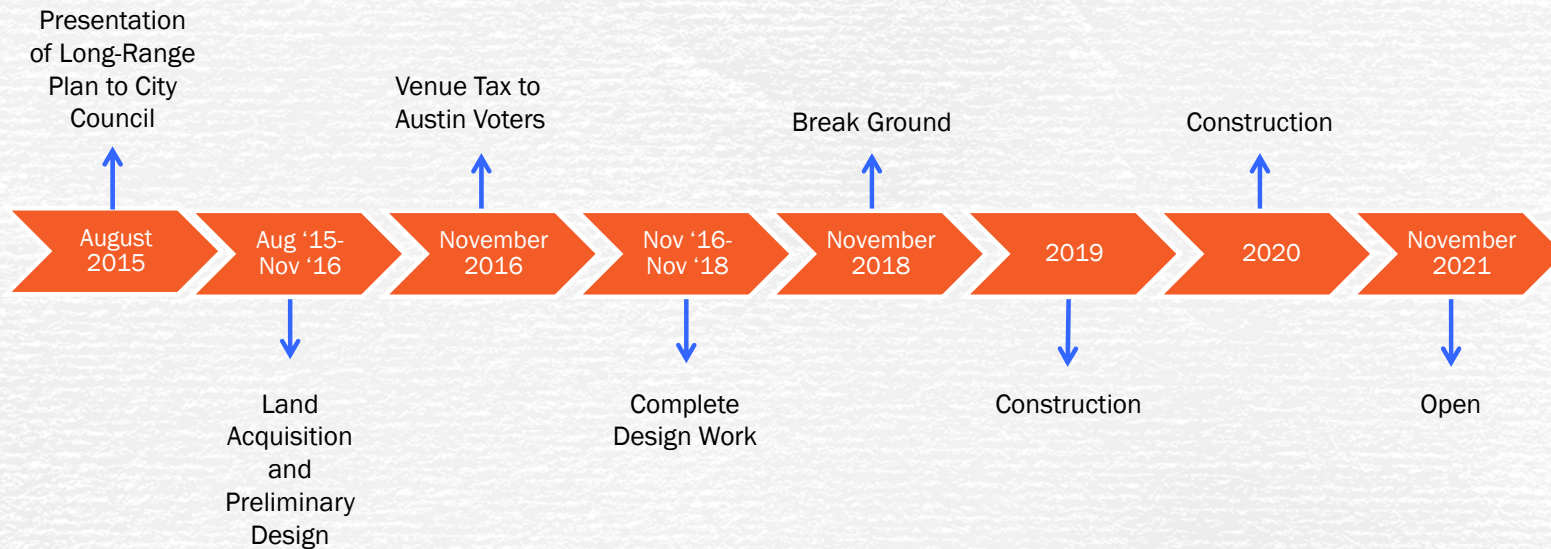 Presentation
of Long-Range
Plan to City
Council
Venue Tax to
Austin Voters
Break Ground
Construction
August
2015
Aug ‘15-
Nov ‘16
November
2016
Nov ‘16-
Nov ‘18
November
2018
2019
2020
November
2021
Land
Acquisition
and
Preliminary
Design
Complete
Design Work
Construction
Open